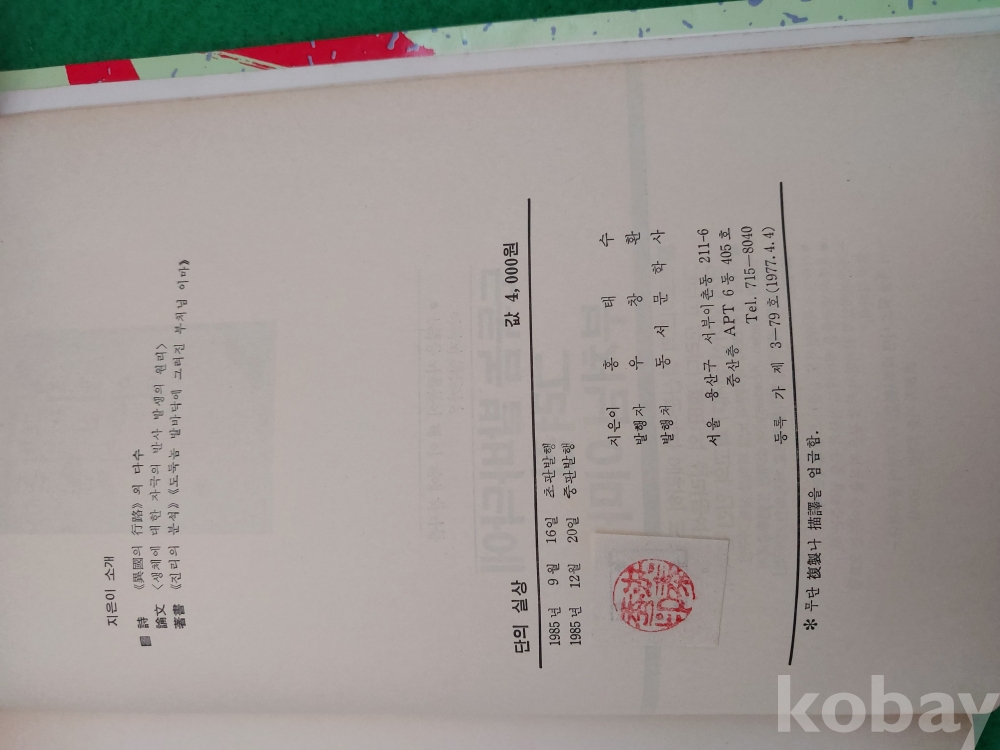 지은이 소개
詩 《異國의 行路》외 다수
論文 〈생체에 대한 자극의 반사 발생의 원리〉
著書 《진리의 분석》《도둑놈 발바닥에 그려진 부처님 이마》
단의 실상 값 4,000원
1985년 9월 16일 초판발행
1985년 12월 20일 중판발행
지은이 홍 태 수
발행자 우 창 환
발행처 동 서 문 학 사
서울 용산구 서부이촌동 211-6
중산층 APT 6동 405호
Tel. 715-8040
등록 가 제 3-79호(1977.4.4)
※ 무단 複製나 描譯을 엄금함.
kobay